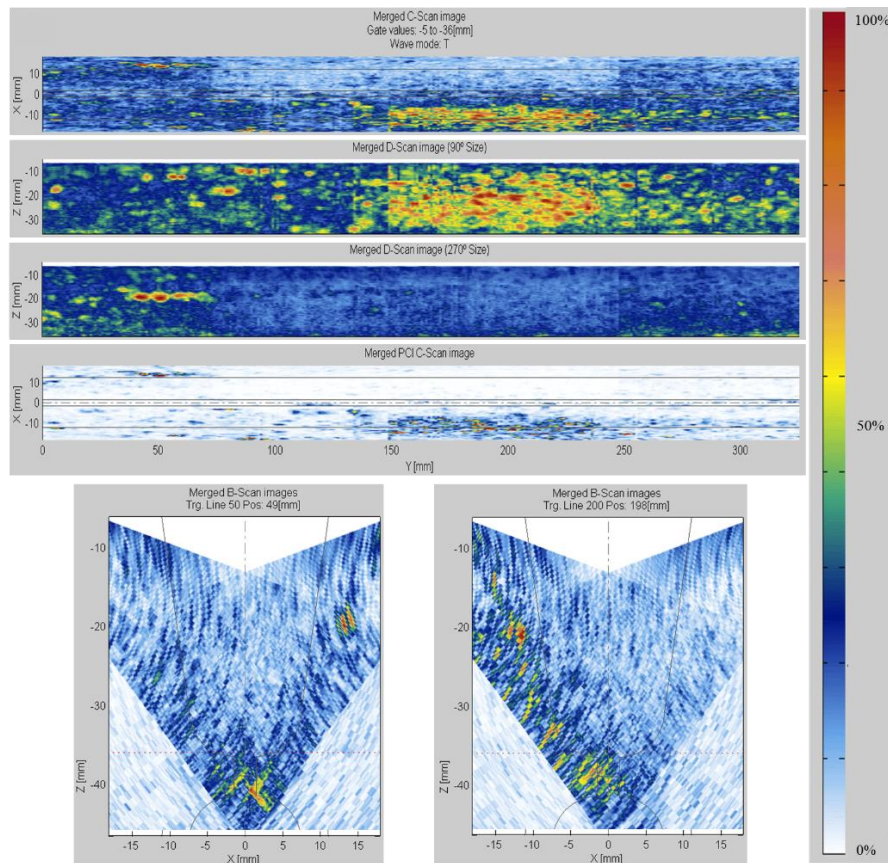 Merged C-Scan image
Gate values: -5 to -36[mm]
Wave mode: T
X [mm]
10
0
-10
Merged D-Scan image (90º Size)
Z [mm]
-10
-20
-30
Merged D-Scan image (270º Size)
Z [mm]
-10
-20
-30
Merged PCI C-Scan image
X [mm]
10
0
-10
0 50 100 150 200 250 300
Y [mm]
Merged B-Scan images
Trg. Line 50 Pos: 49[mm]
Z [mm]
-10
-20
-30
-40
-15 -10 -5 0 5 10 15
X [mm]
Merged B-Scan images
Trg. Line 200 Pos: 198[mm]
Z [mm]
-10
-20
-30
-40
-15 -10 -5 0 5 10 15
X [mm]
100%
50%
0%